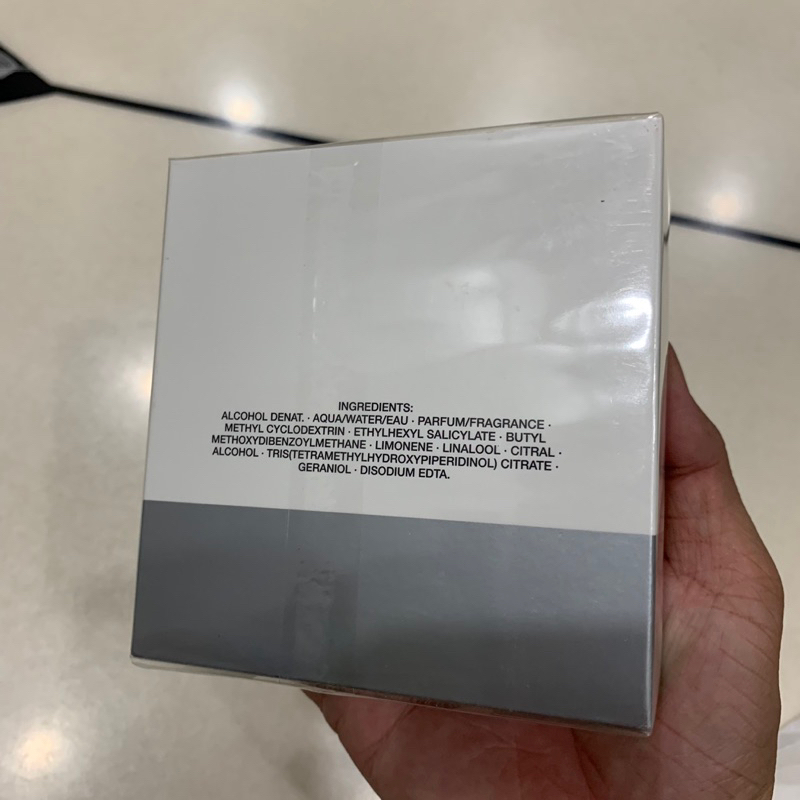 INGREDIENTS:
ALCOHOL DENAT. · AQUA/WATER/EAU · PARFUM/FRAGRANCE ·
METHYL CYCLODEXTRIN · ETHYLHEXYL SALICYLATE · BUTYL
METHOXYDIBENZOYLMETHANE · LIMONENE · LINALOOL · CITRAL ·
ALCOHOL · TRIS(TETRAMETHYLHYDROXYPIPERIDINOL) CITRATE ·
GERANIOL · DISODIUM EDTA.